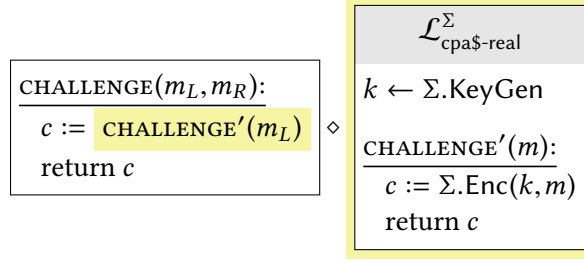 CHALLENGE(m_L, m_R):
c := CHALLENGE′(m_L)
return c
⋄
𝓛^Σ_cpa$-real
k ← Σ.KeyGen
CHALLENGE′(m):
c := Σ.Enc(k, m)
return c